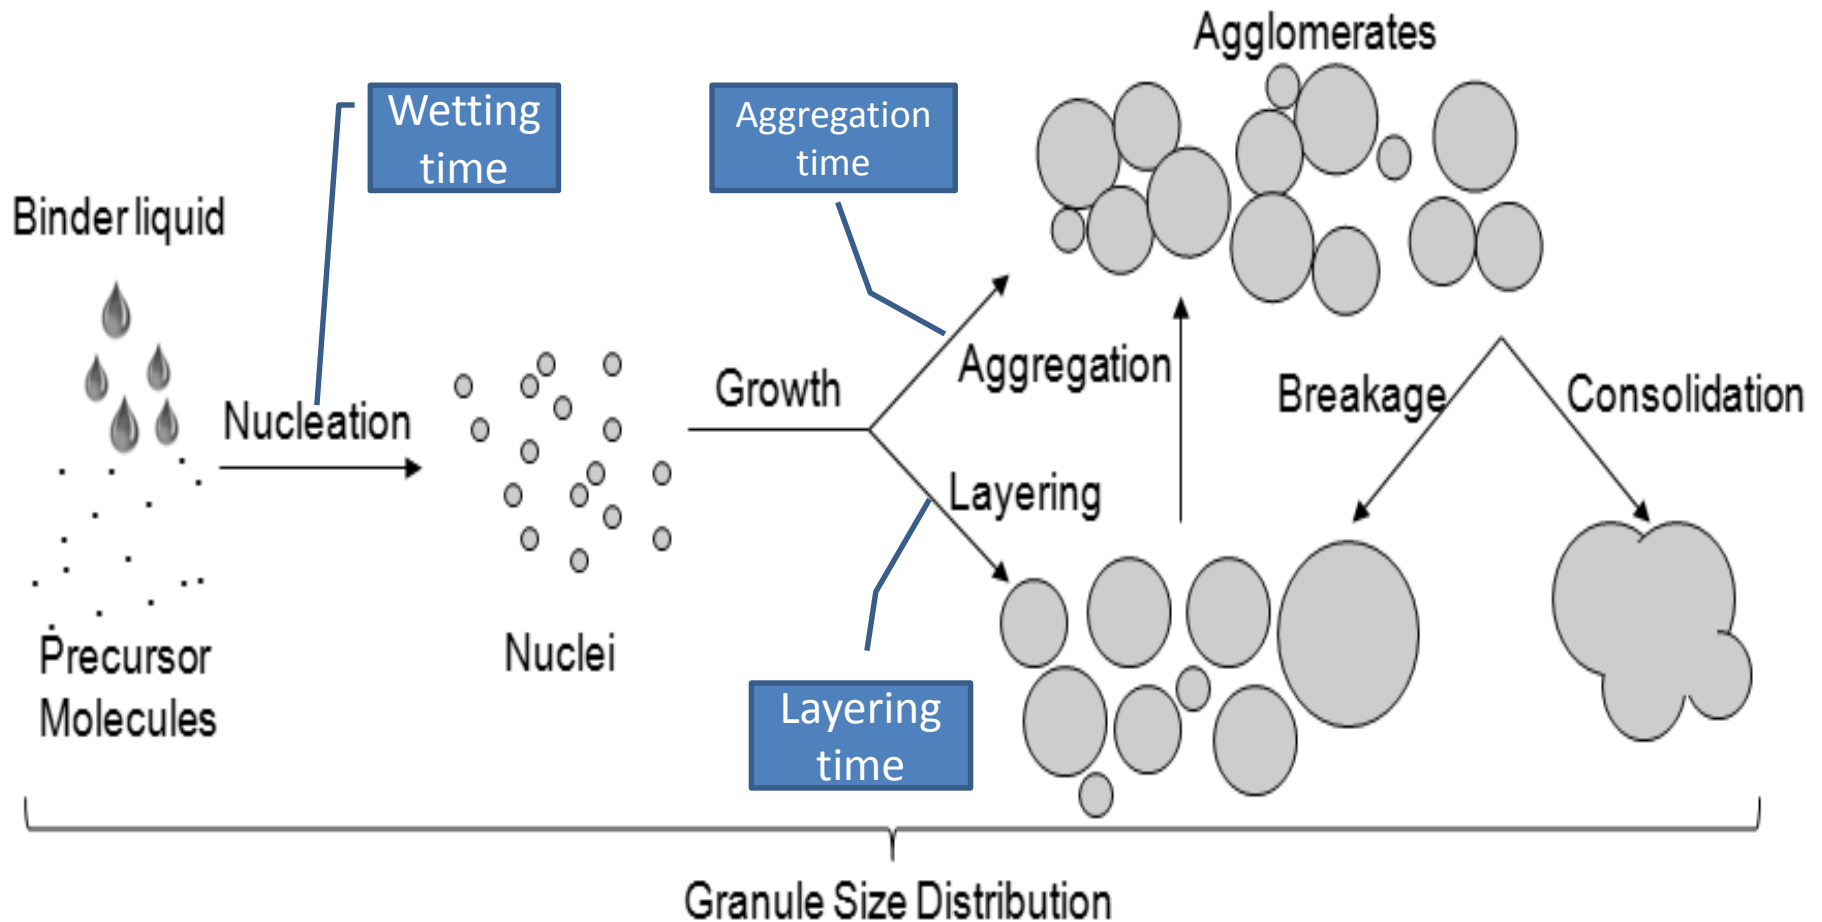 Agglomerates
Wetting
time
Aggregation
time
Binder liquid
Nucleation
Growth
Aggregation
Breakage
Consolidation
Layering
Nuclei
Precursor
Molecules
Layering
time
Granule Size Distribution